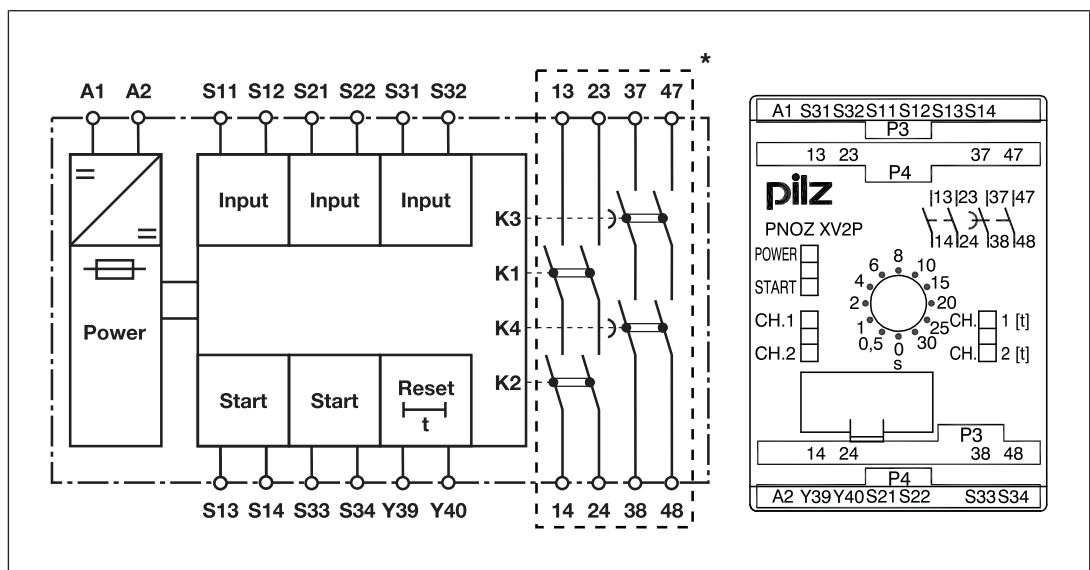 *
A1 A2 S11 S12 S21 S22 S31 S32 13 23 37 47
Input Input Input
K3
K1
Power
K4
K2
Start Start Reset
t
S13 S14 S33 S34 Y39 Y40 14 24 38 48
A1 S31 S32 S11 S12 S13 S14
P3
13 23 37 47
P4
pilz
PNOZ XV2P
13 23 37 47
14 24 38 48
POWER
START
CH.1
CH.2
0 0,5 1 2 4 6 8 10 15 20 25 30
s
CH. 1 [t]
CH. 2 [t]
P3
14 24 38 48
P4
A2 Y39 Y40 S21 S22 S33 S34